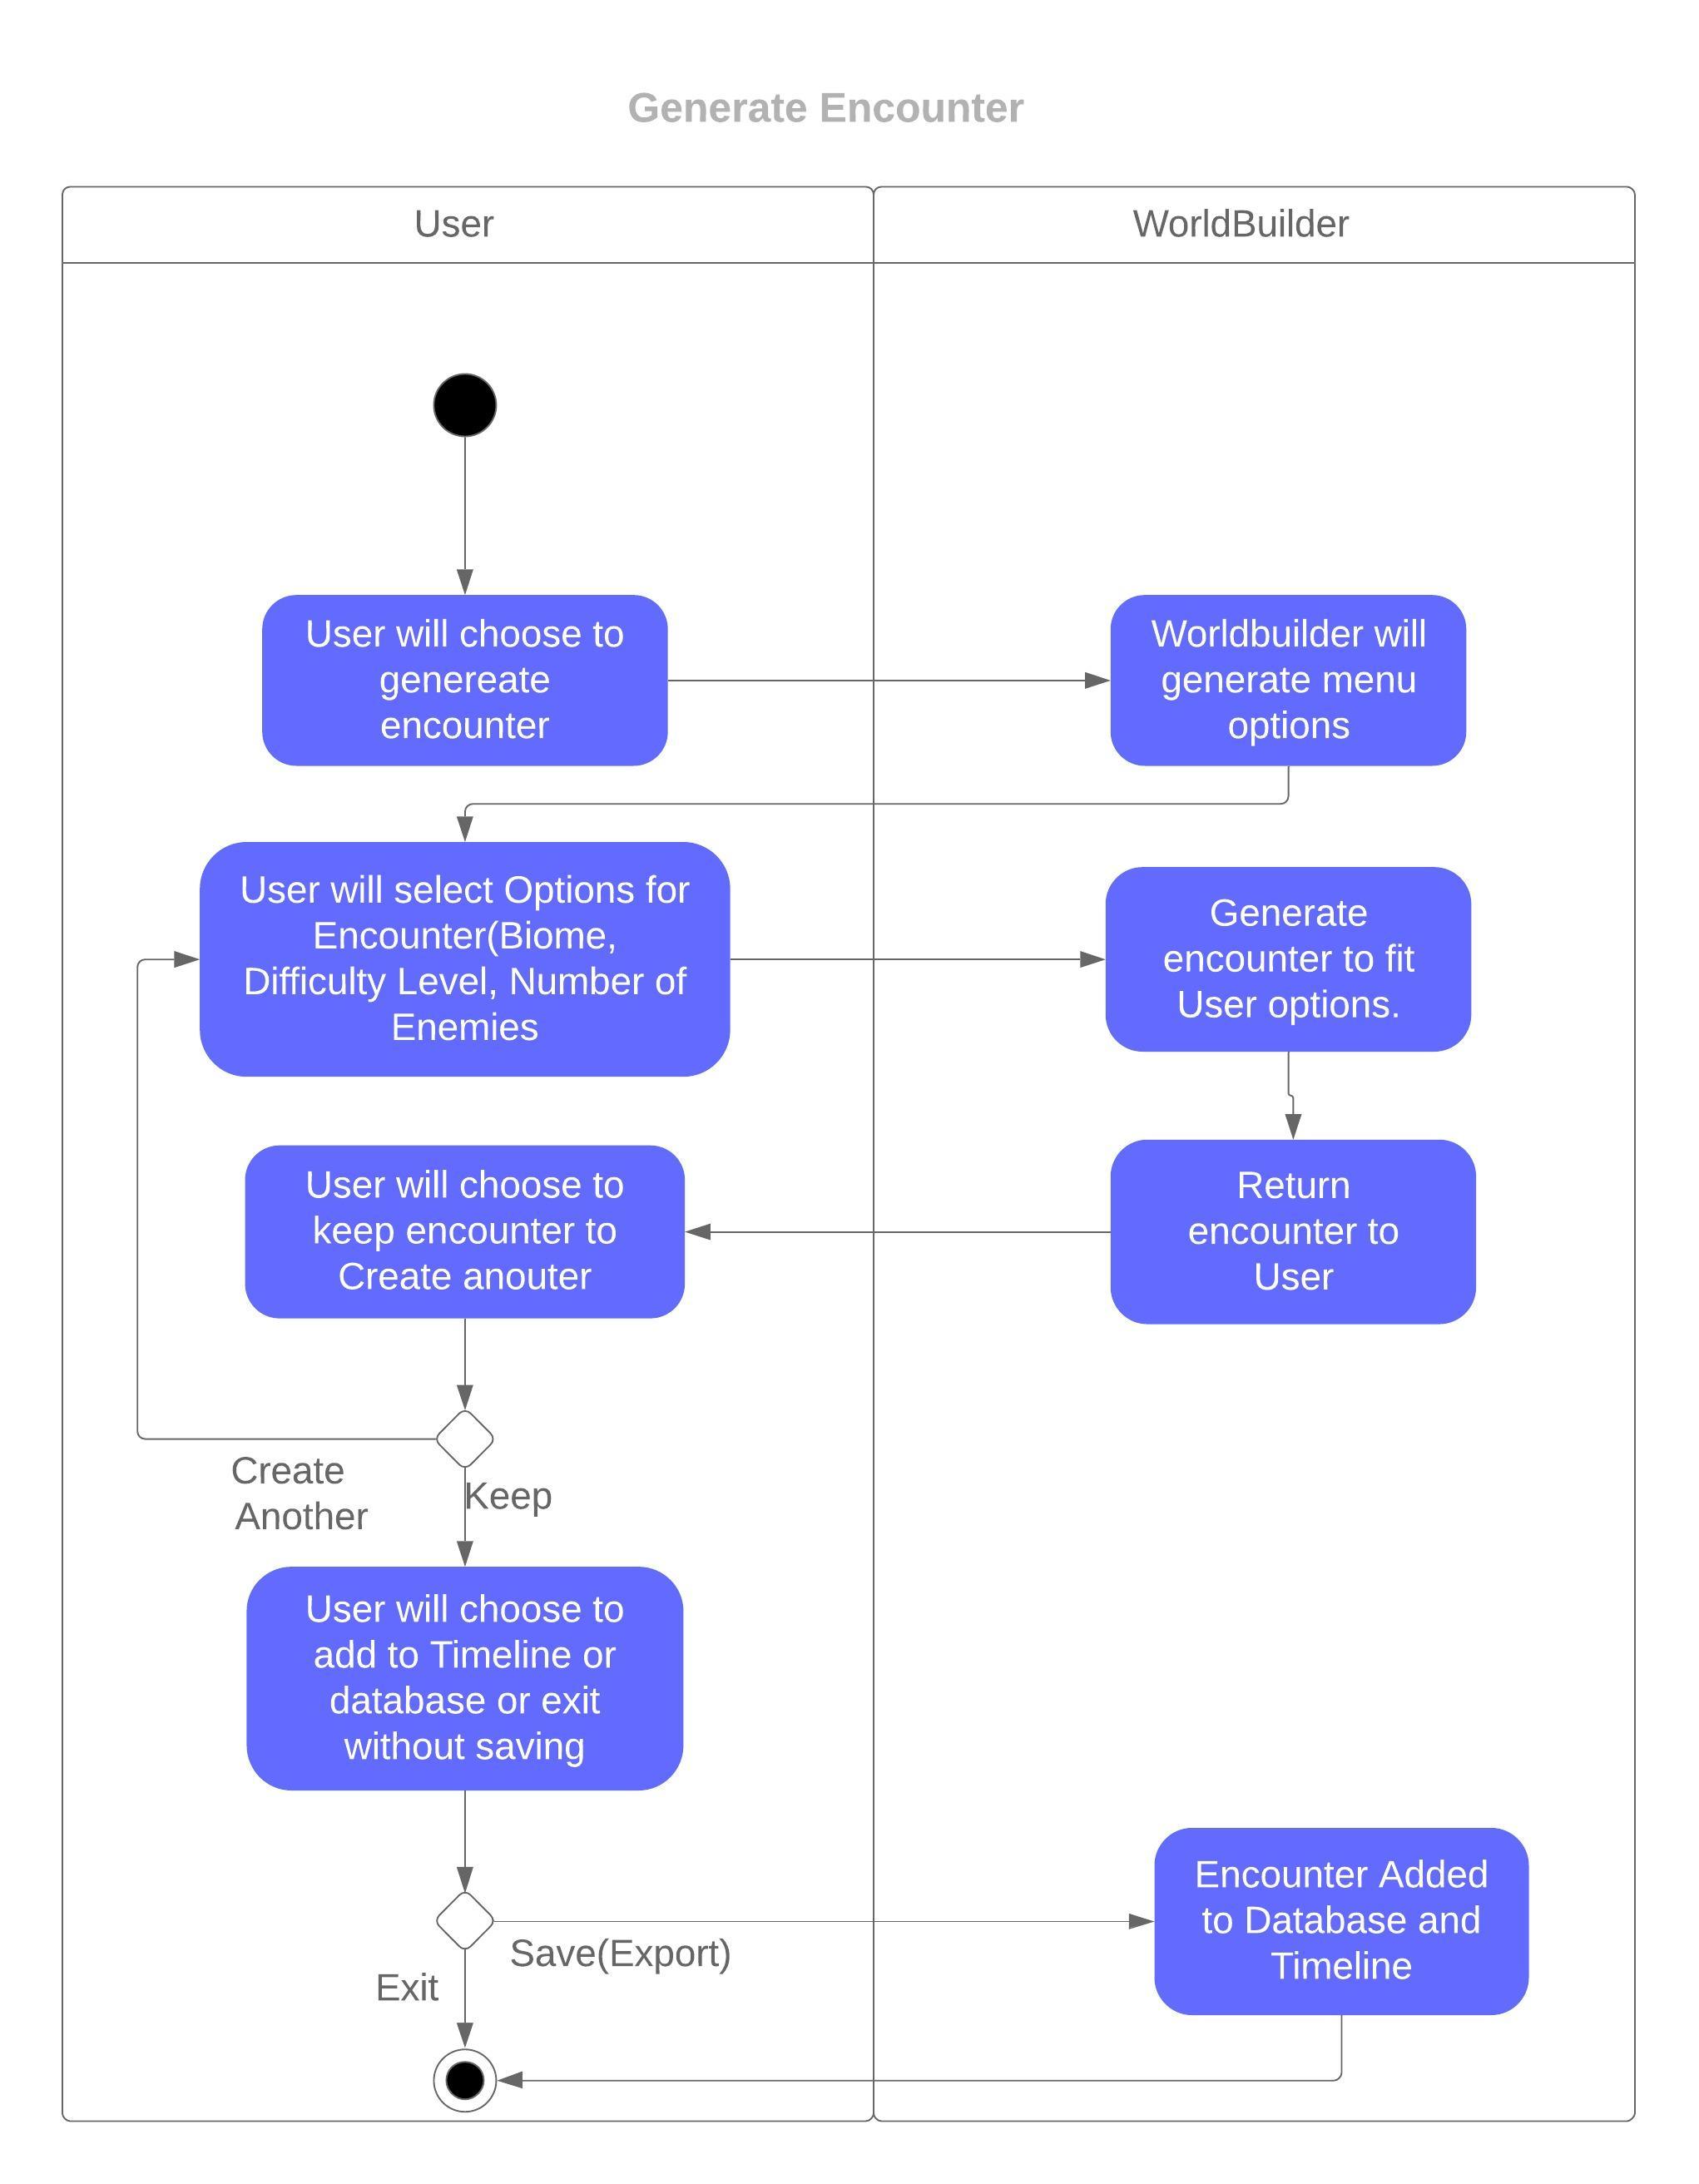 Generate Encounter
User
WorldBuilder
User will choose to
genereate
encounter
Worldbuilder will
generate menu
options
User will select Options for
Encounter(Biome,
Difficulty Level, Number of
Enemies
Generate
encounter to fit
User options.
User will choose to
keep encounter to
Create anouter
Return
encounter to
User
Create
Another
Keep
User will choose to
add to Timeline or
database or exit
without saving
Encounter Added
to Database and
Timeline
Save(Export)
Exit